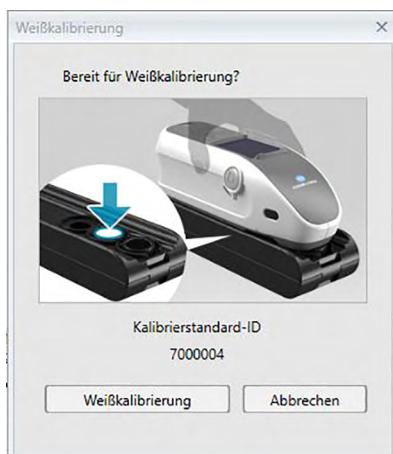 Weißkalibrierung
Bereit für Weißkalibrierung?
Kalibrierstandard-ID
7000004
Weißkalibrierung
Abbrechen